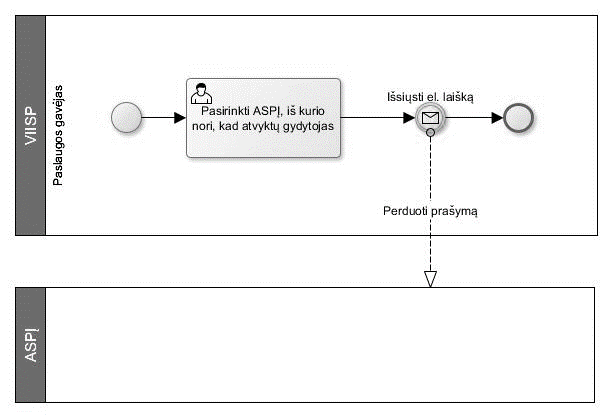 VIISP
Paslaugos gavėjas
Pasirinkti ASPĮ, iš kurio
nori, kad atvyktų gydytojas
Išsiųsti el. laišką
Perduoti prašymą
ASPĮ